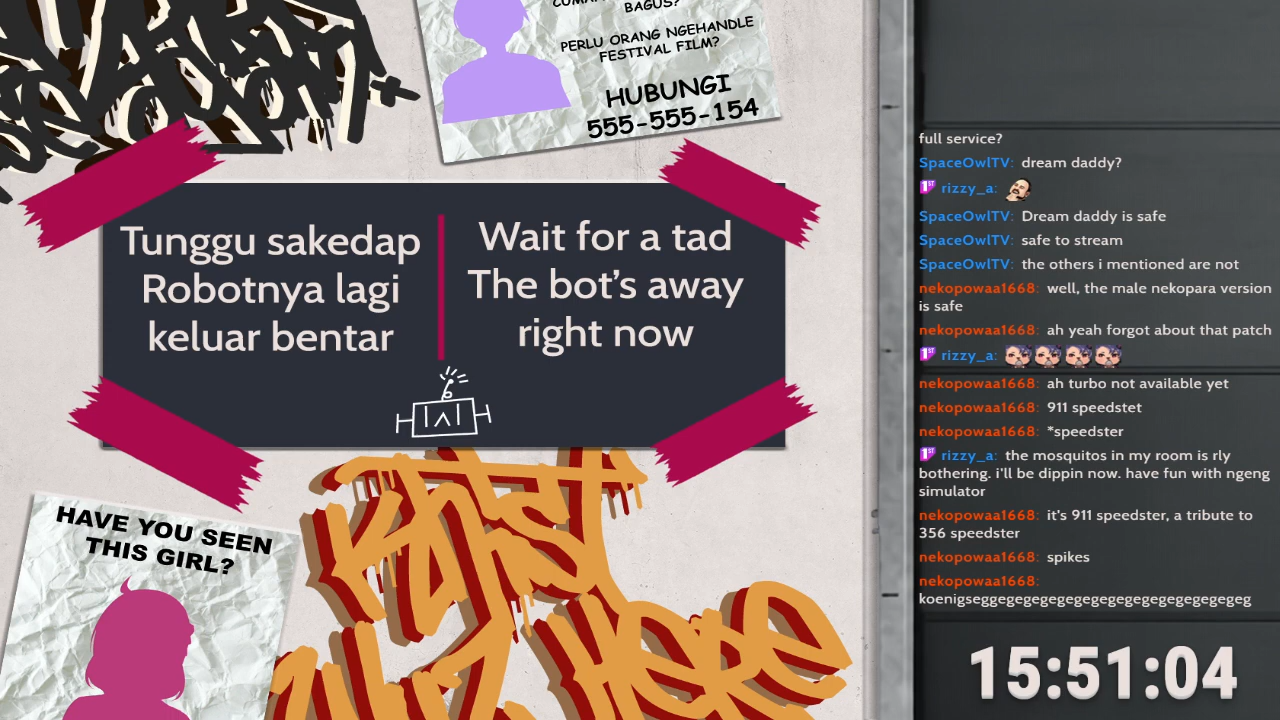 BAGUS?
PERLU ORANG NGEHANDLE
FESTIVAL FILM?
HUBUNGI
555-555-154
Tunggu sakedap
Robotnya lagi
keluar bentar
Wait for a tad
The bot's away
right now
HAVE YOU SEEN
THIS GIRL?
full service?
SpaceOwlTV: dream daddy?
1ST rizzy_a:
SpaceOwlTV: Dream daddy is safe
SpaceOwlTV: safe to stream
SpaceOwlTV: the others i mentioned are not
nekopowaa1668: well, the male nekopara version
is safe
nekopowaa1668: ah yeah forgot about that patch
1ST rizzy_a:
nekopowaa1668: ah turbo not available yet
nekopowaa1668: 911 speedstet
nekopowaa1668: *speedster
1ST rizzy_a: the mosquitos in my room is rly
bothering. i'll be dippin now. have fun with ngeng
simulator
nekopowaa1668: it's 911 speedster, a tribute to
356 speedster
nekopowaa1668: spikes
nekopowaa1668:
koenigseggegegegegegegegegegegegegegeg
15:51:04